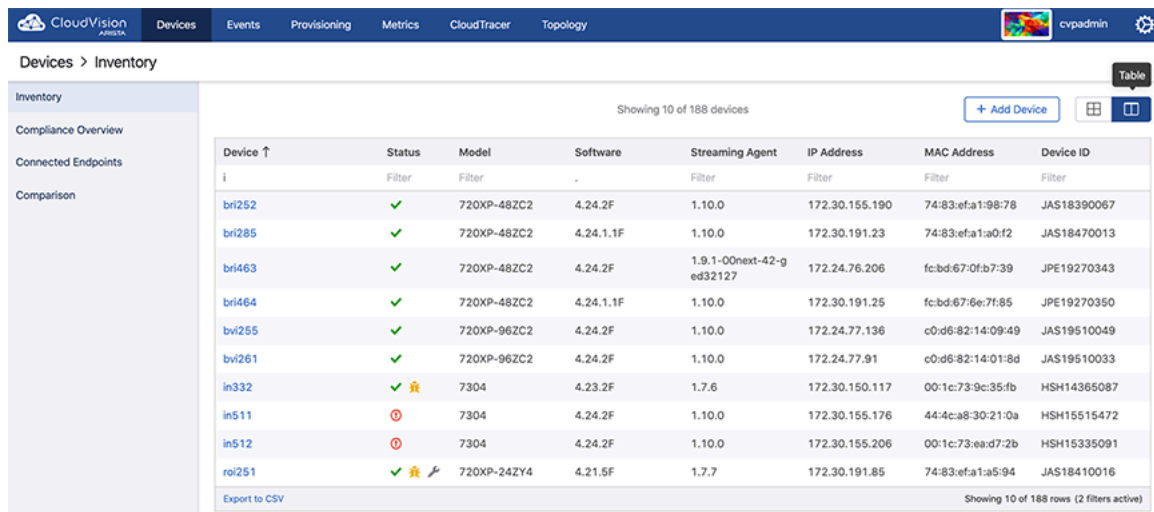 CloudVision
ARISTA
Devices Events Provisioning Metrics CloudTracer Topology cvpadmin
Devices > Inventory
Table
Inventory
Compliance Overview
Connected Endpoints
Comparison
Showing 10 of 188 devices
+ Add Device
Device ↑ Status Model Software Streaming Agent IP Address MAC Address Device ID
i Filter Filter . Filter Filter Filter Filter
bri252 720XP-48ZC2 4.24.2F 1.10.0 172.30.155.190 74:83:ef:a1:98:78 JAS18390067
bri285 720XP-48ZC2 4.24.1.1F 1.10.0 172.30.191.23 74:83:ef:a1:a0:f2 JAS18470013
bri463 720XP-48ZC2 4.24.2F 1.9.1-00next-42-g 172.24.76.206 fc:bd:67:0f:b7:39 JPE19270343
ed32127
bri464 720XP-48ZC2 4.24.1.1F 1.10.0 172.30.191.25 fc:bd:67:6e:7f:85 JPE19270350
bvi255 720XP-96ZC2 4.24.2F 1.10.0 172.24.77.136 c0:d6:82:14:09:49 JAS19510049
bvi261 720XP-96ZC2 4.24.2F 1.10.0 172.24.77.91 c0:d6:82:14:01:8d JAS19510033
in332 7304 4.23.2F 1.7.6 172.30.150.117 00:1c:73:9c:35:fb HSH14365087
in511 7304 4.24.2F 1.10.0 172.30.155.176 44:4c:a8:30:21:0a HSH15515472
in512 7304 4.24.2F 1.10.0 172.30.155.206 00:1c:73:ea:d7:2b HSH15335091
roi251 720XP-24ZY4 4.21.5F 1.7.7 172.30.191.85 74:83:ef:a1:a5:94 JAS18410016
Export to CSV Showing 10 of 188 rows (2 filters active)